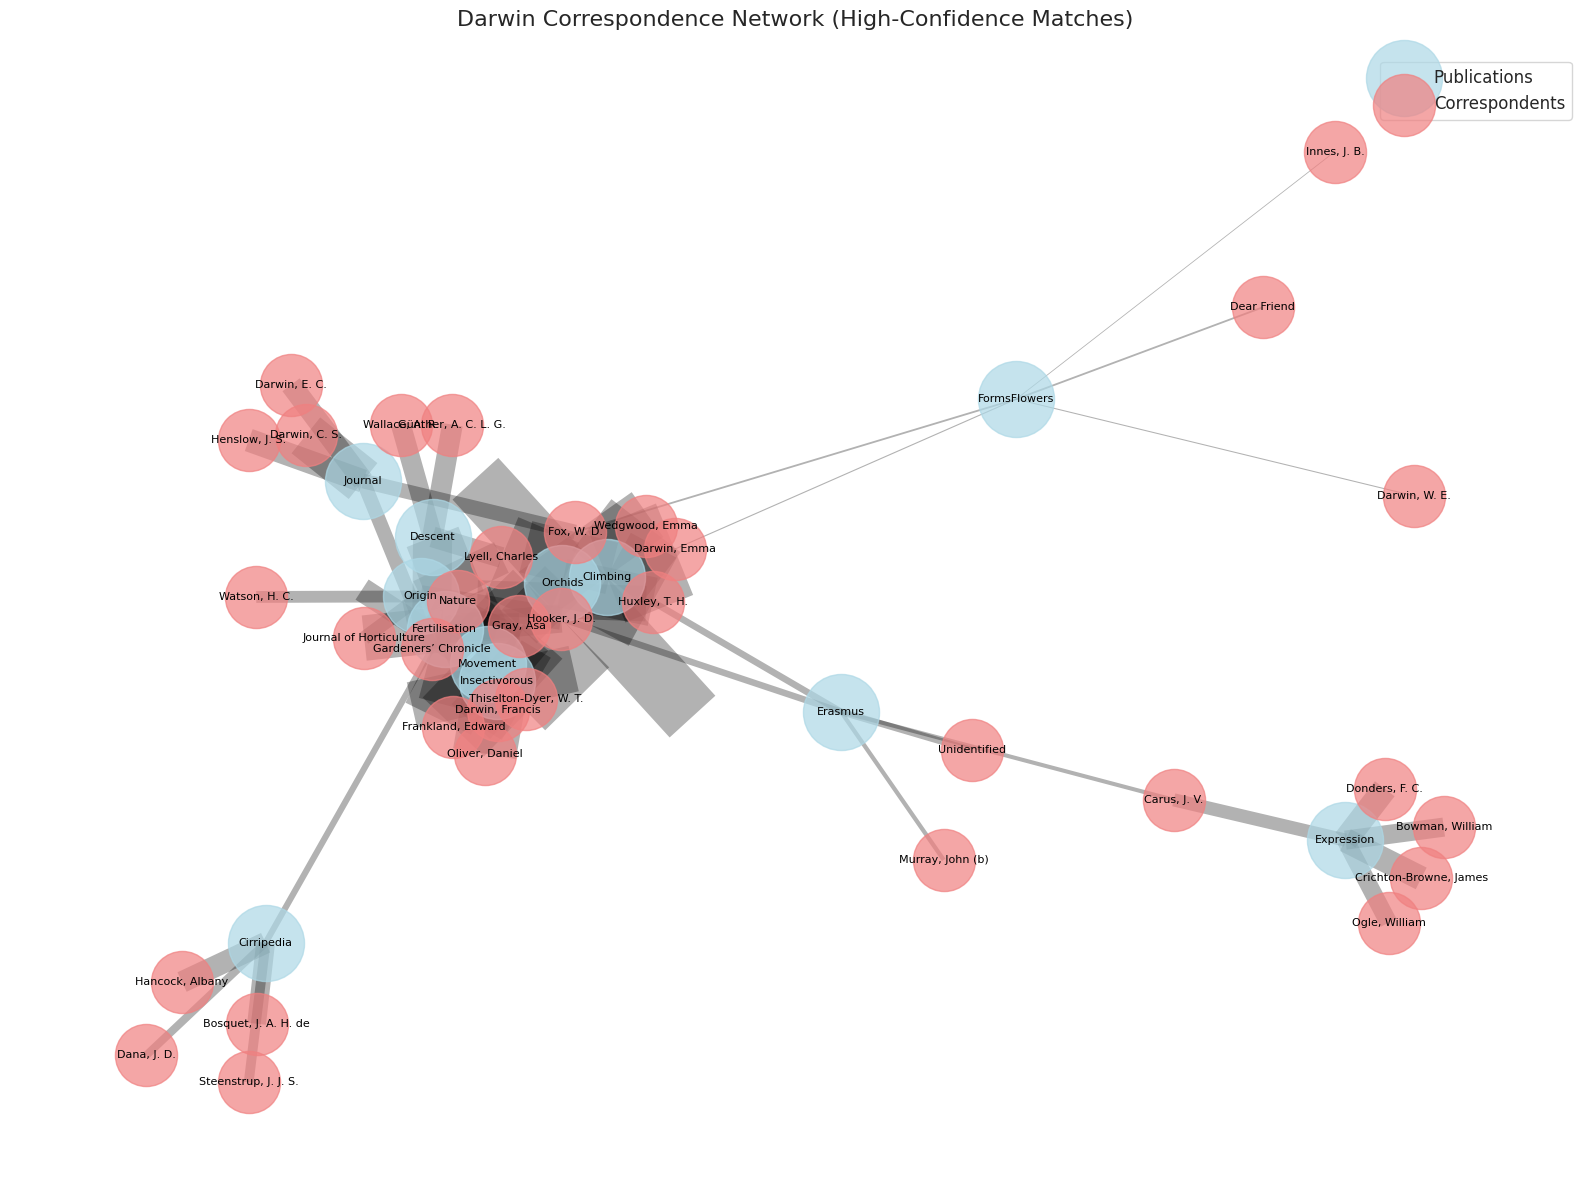 Darwin Correspondence Network (High-Confidence Matches)
Publications
Correspondents
Innes, J. B.
Dear Friend
FormsFlowers
Darwin, W. E.
Darwin, E. C.
Darwin, C. S.
Henslow, J. S.
Journal
Günther, A. C. L. G.
Descent
Fox, W. D.
Wedgwood, Emma
Darwin, Emma
Lyell, Charles
Orchids
Climbing
Watson, H. C.
Origin
Nature
Huxley, T. H.
Hooker, J. D.
Gray, Asa
Fertilisation
Journal of Horticulture
Gardeners’ Chronicle
Movement
Insectivorous
Thiselton-Dyer, W. T.
Darwin, Francis
Frankland, Edward
Oliver, Daniel
Erasmus
Unidentified
Murray, John (b)
Carus, J. V.
Donders, F. C.
Bowman, William
Expression
Crichton-Browne, James
Ogle, William
Cirripedia
Hancock, Albany
Bosquet, J. A. H. de
Dana, J. D.
Steenstrup, J. J. S.